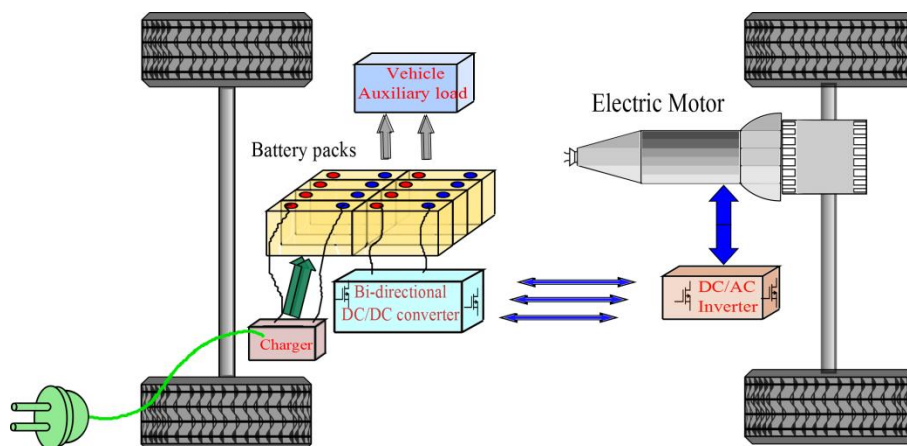 Vehicle
Auxiliary load
Electric Motor
Battery packs
Bi-directional
DC/DC converter
DC/AC
Inverter
Charger